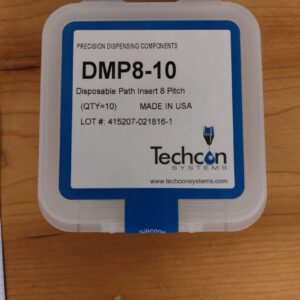 PRECISION DISPENSING COMPONENTS
DMP8-10
Disposable Path Insert 8 Pitch
(QTY=10) MADE IN USA
LOT #: 415207-021816-1
Techcon
SYSTEMS
www.techconsystems.com
Silicone